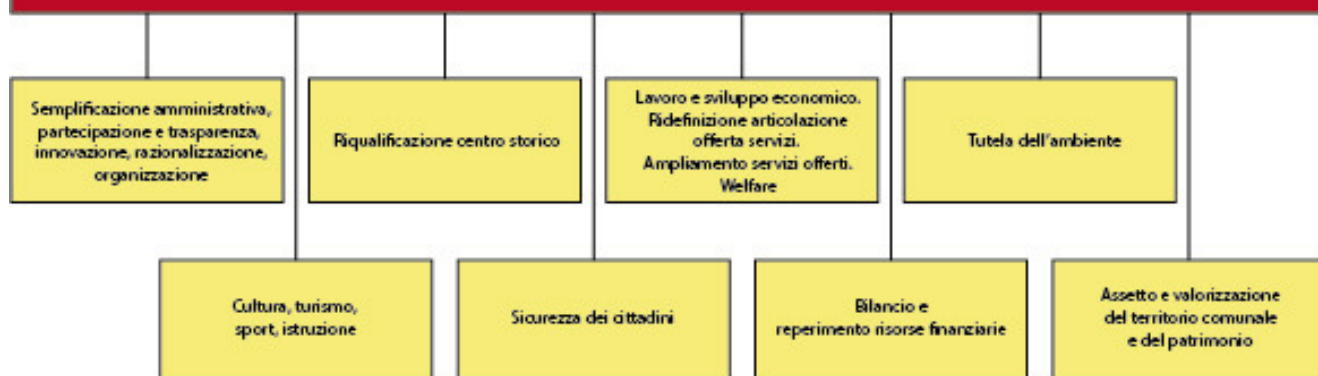 Semplificazione amministrativa,
partecipazione e trasparenza,
innovazione, razionalizzazione,
organizzazione
Riqualificazione centro storico
Lavoro e sviluppo economico.
Ridefinizione articolazione
offerta servizi.
Ampliamento servizi offerti.
Welfare
Tutela dell'ambiente
Cultura, turismo,
sport, istruzione
Sicurezza dei cittadini
Bilancio e
reperimento risorse finanziarie
Assetto e valorizzazione
del territorio comunale
e del patrimonio